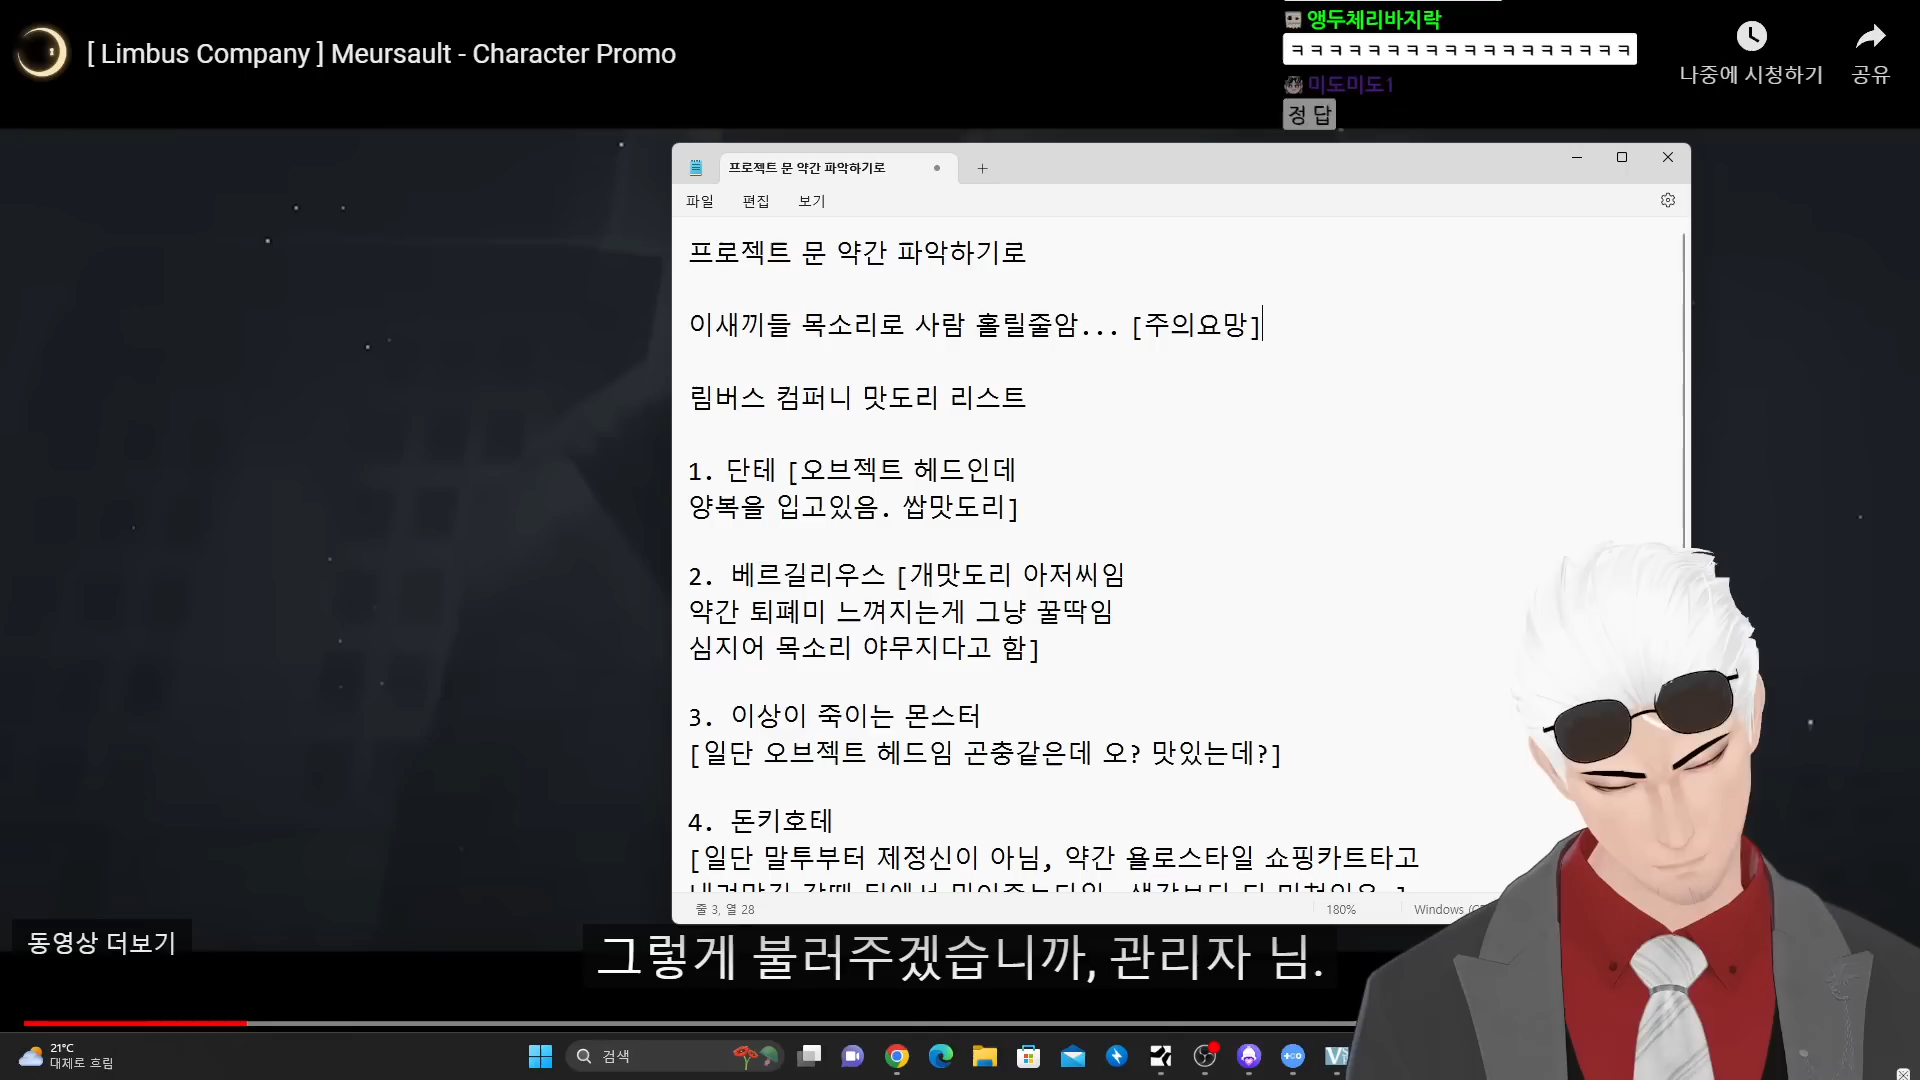 [ Limbus Company ] Meursault - Character Promo
앵두체리바지락
ㅋㅋㅋㅋㅋㅋㅋㅋㅋㅋㅋㅋㅋㅋㅋㅋㅋㅋ
미도미도1
정 답
나중에 시청하기
공유
프로젝트 문 약간 파악하기로
파일 편집 보기
프로젝트 문 약간 파악하기로
이새끼들 목소리로 사람 홀릴줄암... [주의요망]
림버스 컴퍼니 맛도리 리스트
1. 단테 [오브젝트 헤드인데
양복을 입고있음. 쌉맛도리]
2. 베르길리우스 [개맛도리 아저씨임
약간 퇴폐미 느껴지는게 그냥 꿀딱임
심지어 목소리 야무지다고 함]
3. 이상이 죽이는 몬스터
[일단 오브젝트 헤드임 곤충같은데 오? 맛있는데?]
4. 돈키호테
[일단 말투부터 제정신이 아님, 약간 욜로스타일 쇼핑카트타고
줄 3, 열 28
180%
Windows
동영상 더보기
그렇게 불러주겠습니까, 관리자 님.
21°C
대체로 흐림
검색